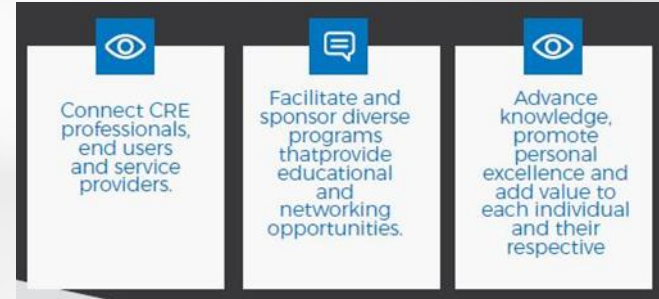 Connect CRE
professionals,
end users
and service
providers.
Facilitate and
sponsor diverse
programs
thatprovide
educational
and
networking
opportunities.
Advance
knowledge,
promote
personal
excellence and
add value to
each individual
and their
respective